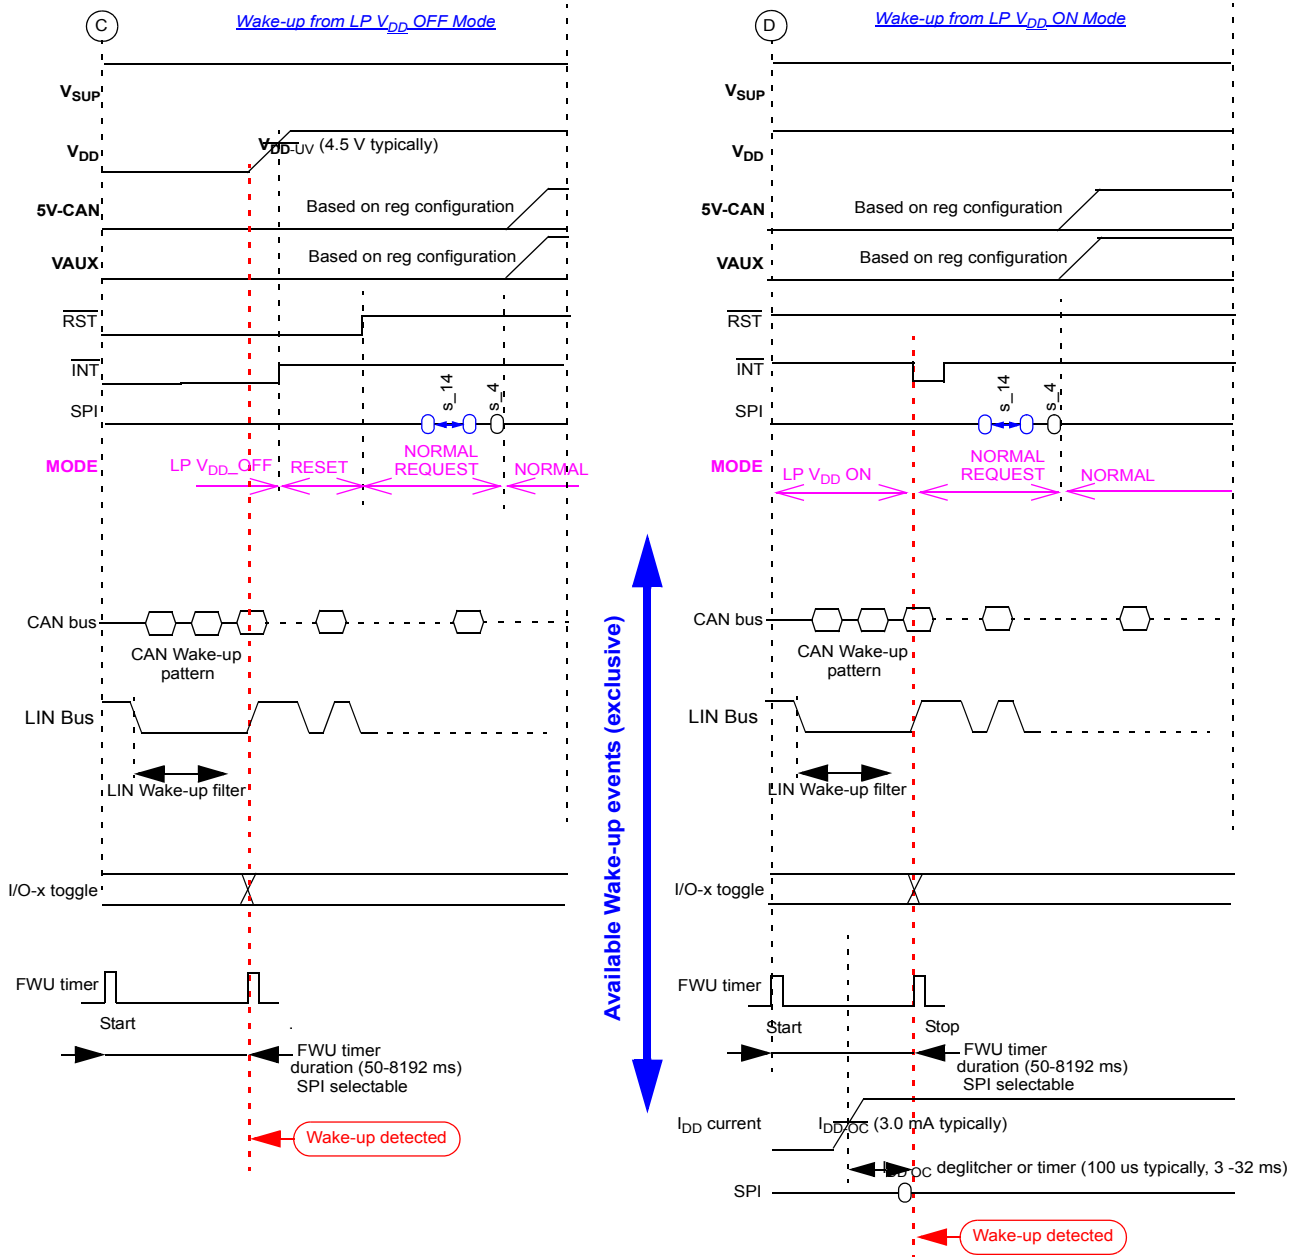 C
Wake-up from LP VDD OFF Mode
VSUP
VDD
VDD-UV (4.5 V typically)
5V-CAN
Based on reg configuration
VAUX
Based on reg configuration
RST
INT
s_14
s_4
SPI
MODE
LP VDD_OFF
RESET
NORMAL
REQUEST
NORMAL
CAN bus
CAN Wake-up
pattern
LIN Bus
LIN Wake-up filter
I/O-x toggle
FWU timer
Start
FWU timer
duration (50-8192 ms)
SPI selectable
Wake-up detected
Available Wake-up events (exclusive)
D
Wake-up from LP VDD ON Mode
VSUP
VDD
5V-CAN
Based on reg configuration
VAUX
Based on reg configuration
RST
INT
s_14
s_4
SPI
MODE
LP VDD ON
NORMAL
REQUEST
NORMAL
CAN bus
CAN Wake-up
pattern
LIN Bus
LIN Wake-up filter
I/O-x toggle
FWU timer
Start
Stop
FWU timer
duration (50-8192 ms)
SPI selectable
IDD current
IDD-OC (3.0 mA typically)
IDD-OC deglitcher or timer (100 us typically, 3 -32 ms)
SPI
Wake-up detected